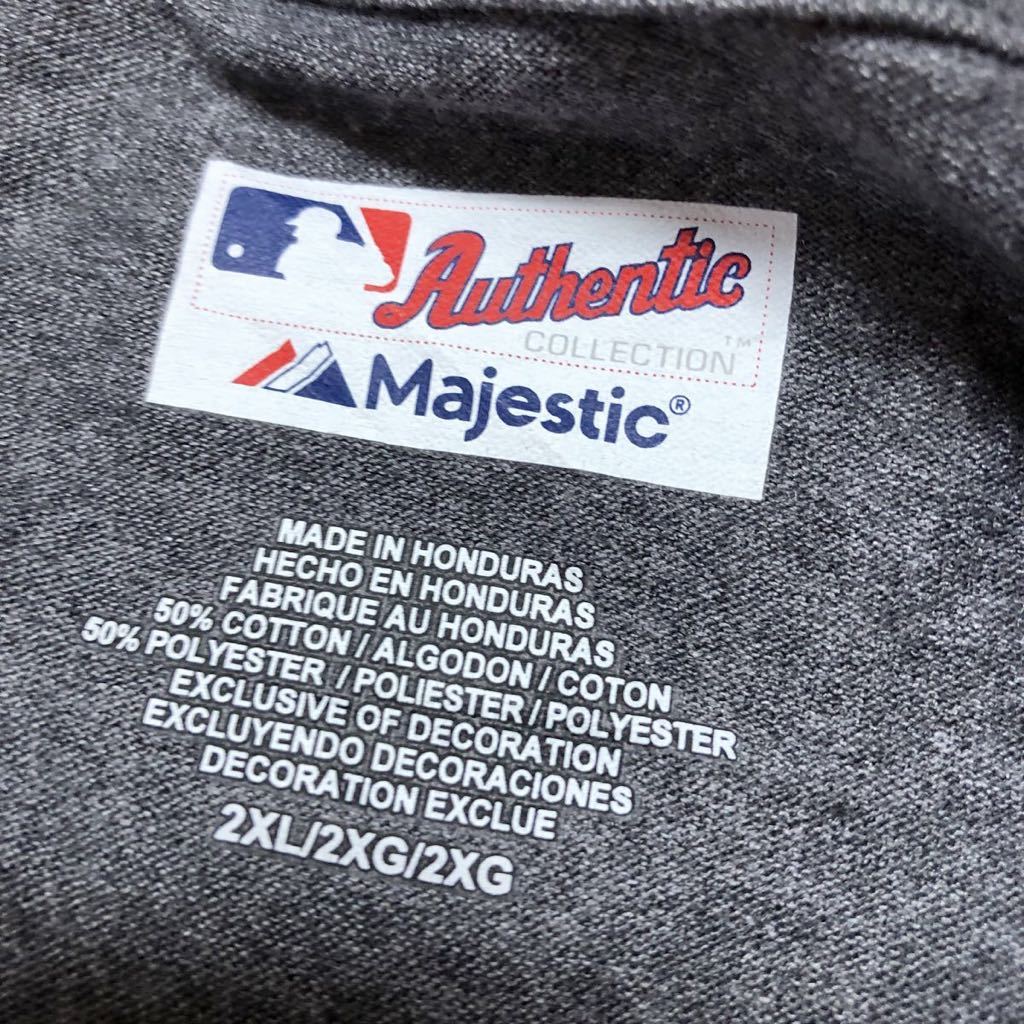 Authentic
COLLECTION™
Majestic®
MADE IN HONDURAS
HECHO EN HONDURAS
FABRIQUE AU HONDURAS
50% COTTON / ALGODON / COTON
50% POLYESTER / POLIESTER / POLYESTER
EXCLUSIVE OF DECORATION
EXCLUYENDO DECORACIONES
DECORATION EXCLUE
2XL/2XG/2XG